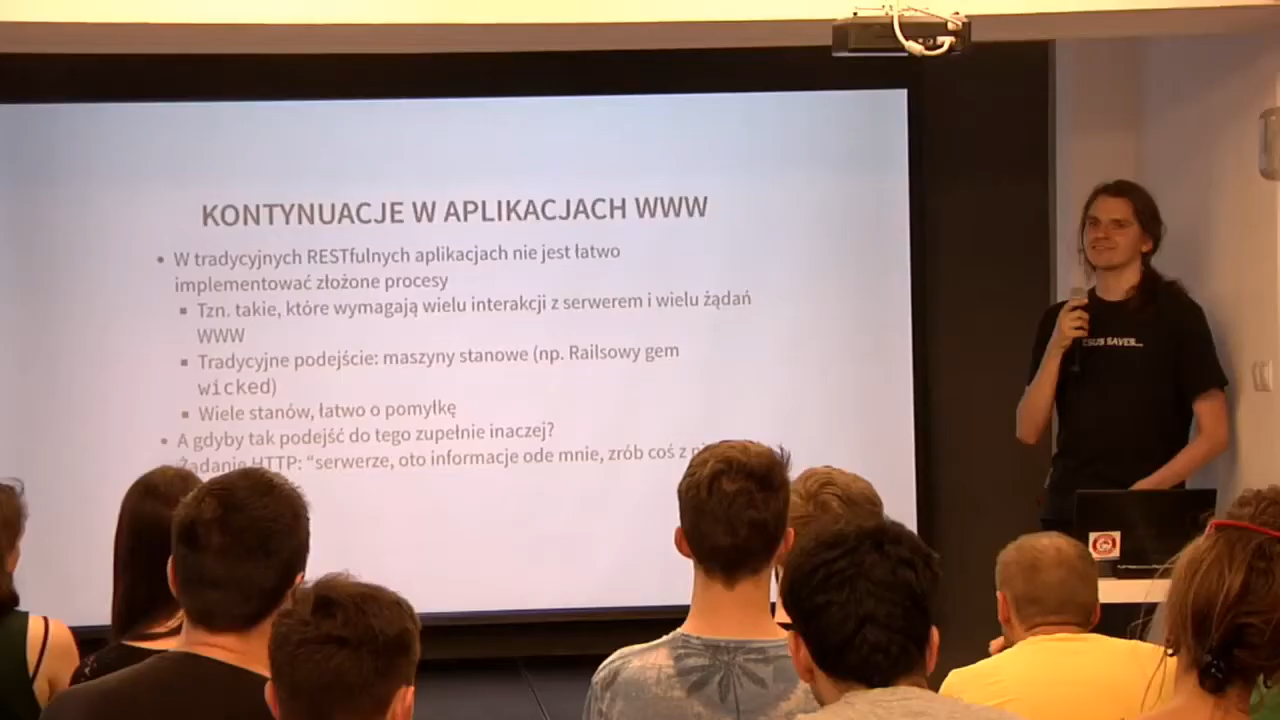 KONTYNUACJE W APLIKACJACH WWW
• W tradycyjnych RESTfulnych aplikacjach nie jest łatwo
implementować złożone procesy
▪ Tzn. takie, które wymagają wielu interakcji z serwerem i wielu żądań
WWW
▪ Tradycyjne podejście: maszyny stanowe (np. Railsowy gem
wicked)
▪ Wiele stanów, łatwo o pomyłkę
• A gdyby tak podejść do tego zupełnie inaczej?
Żądanie HTTP: “serwerze, oto informacje ode mnie, zrób coś z
SAVES...